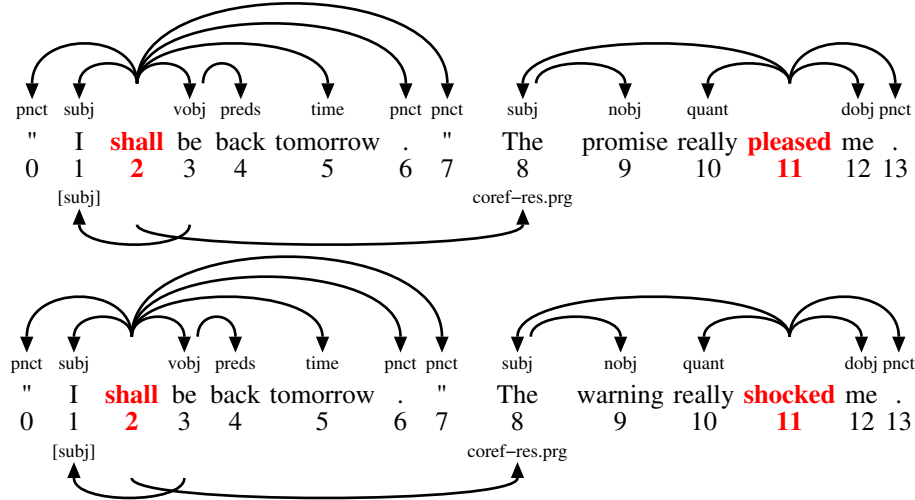 pnct subj vobj preds time pnct pnct subj nobj quant dobj pnct
" I shall be back tomorrow . " The promise really pleased me .
0 1 2 3 4 5 6 7 8 9 10 11 12 13
[subj] coref−res.prg
pnct subj vobj preds time pnct pnct subj nobj quant dobj pnct
" I shall be back tomorrow . " The warning really shocked me .
0 1 2 3 4 5 6 7 8 9 10 11 12 13
[subj] coref−res.prg